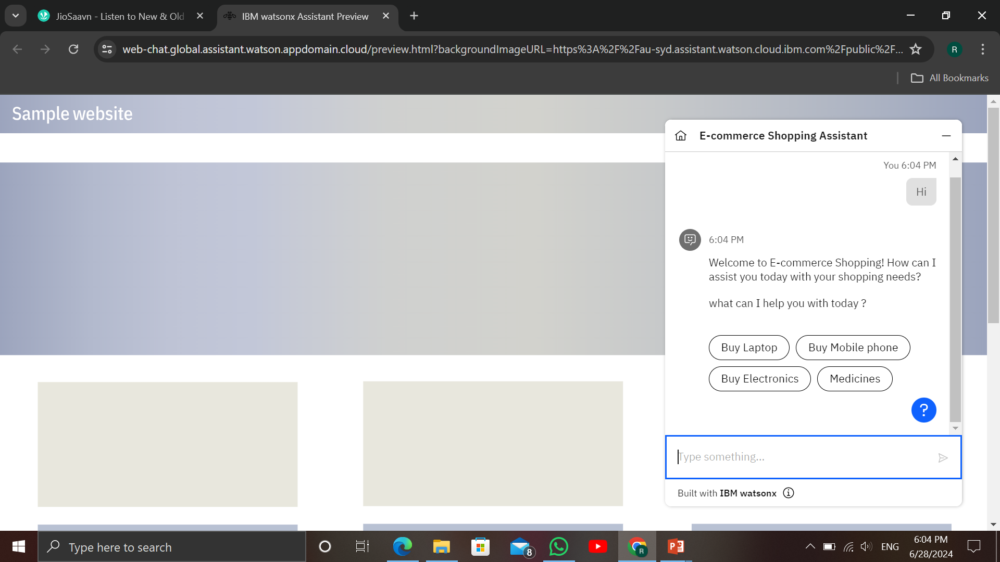 JioSaavn - Listen to New & Old
IBM watsonx Assistant Preview
web-chat.global.assistant.watson.appdomain.cloud/preview.html?backgroundImageURL=https%3A%2F%2Fau-syd.assistant.watson.cloud.ibm.com%2Fpublic%2F...
R
All Bookmarks
Sample website
E-commerce Shopping Assistant
You 6:04 PM
Hi
6:04 PM
Welcome to E-commerce Shopping! How can I
assist you today with your shopping needs?
what can I help you with today ?
Buy Laptop
Buy Mobile phone
Buy Electronics
Medicines
?
Type something...
Built with IBM watsonx
Type here to search
8
R
P
ENG
6:04 PM
6/28/2024